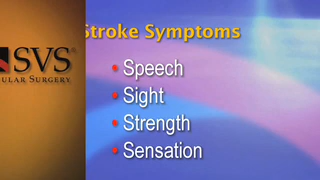 SVS®
ULAR SURGERY
Stroke Symptoms
• Speech
• Sight
• Strength
• Sensation